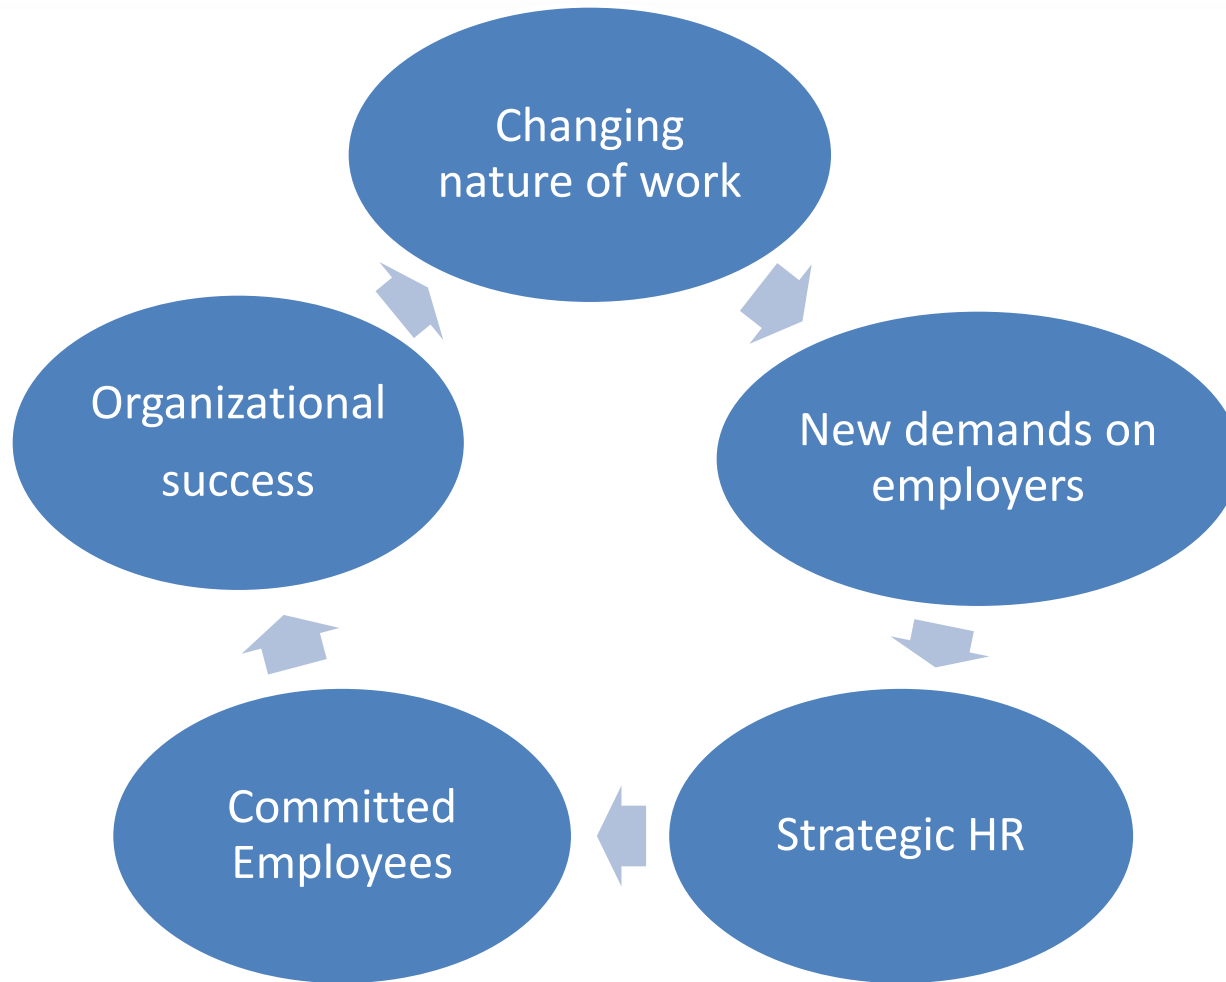 Changing
nature of work
New demands on
employers
Strategic HR
Committed
Employees
Organizational
success